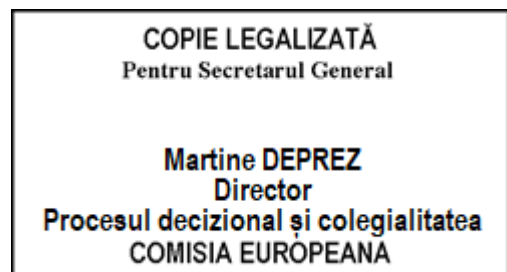 COPIE LEGALIZATĂ
Pentru Secretarul General
Martine DEPREZ
Director
Procesul decizional și colegialitatea
COMISIA EUROPEANA